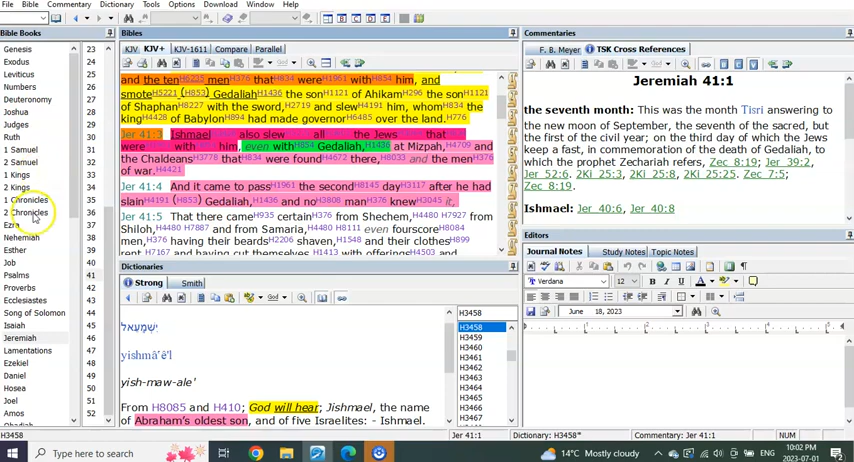 File View Bible Commentary Dictionary Tools Options Download Window Help
Bible Books
Genesis
Exodus
Leviticus
Numbers
Deuteronomy
Joshua
Judges
Ruth
1 Samuel
2 Samuel
1 Kings
2 Kings
1 Chronicles
2 Chronicles
Ezra
Nehemiah
Esther
Job
Psalms
Proverbs
Ecclesiastes
Song of Solomon
Isaiah
Jeremiah
Lamentations
Ezekiel
Daniel
Hosea
Joel
Amos
Obadiah
23
24
25
26
27
28
29
30
31
32
33
34
35
36
37
38
39
40
41
42
43
44
45
46
47
48
49
50
51
52
Bibles
KJV KJV+ KJV-1611 Compare Parallel
and the ten H6235 men H376 that H834 were H1961 with H854 him, and
smote H5221 (H853) Gedaliah H1436 the son H1121 of Ahikam the son H1121
of Shaphan H8227 with the sword, H2719 and slew H4191 him, whom H834 the
king H4428 of Babylon H894 had made governor H6485 over the land. H776
Jer 41:3 Ishmael also slew all the Jews that
were with him, even with H854 Gedaliah, H1436 at Mizpah, H4709 and
the Chaldeans H3778 that H834 were found H4672 there, H8033 and the men H376
of war. H4421
Jer 41:4 And it came to pass H1961 the second H8145 day H3117 after he had
slain H4191 (H853) Gedaliah, H1436 and no H3808 man H376 knew H3045 it,
Jer 41:5 That there came H935 certain H376 from Shechem, H4480 H7927 from
Shiloh, H4480 H7887 and from Samaria, H4480 H8111 even fourscore H8084
men, H376 having their beards H2206 shaven, H1548 and their clothes H899
rent, H7167 and having cut themselves, H1413 with offerings H4503 and
Dictionaries
Strong Smith
God
יִשְׁמָעֵאל
yishmâ‛ê'l
yish-maw-ale'
From H8085 and H410; God will hear; Jishmael, the name
of Abraham's oldest son, and of five Israelites: - Ishmael.
H3458
H3458
H3459
H3460
H3461
H3462
H3463
H3464
H3465
H3466
H3467
Commentaries
F. B. Meyer TSK Cross References
Jeremiah 41:1
the seventh month: This was the month Tisri answering to
the new moon of September, the seventh of the sacred, but
the first of the civil year; on the third day of which the Jews
keep a fast, in commemoration of the death of Gedaliah, to
which the prophet Zechariah refers, Zec 8:19; Jer 39:2,
Jer 52:6. 2Ki 25:3, 2Ki 25:8, 2Ki 25:25. Zec 7:5;
Zec 8:19.
Ishmael: Jer 40:6, Jer 40:8
Editors
Journal Notes Study Notes Topic Notes
Verdana 12 B I U A
June 18, 2023
1 2 3 4 5
H3458 Jer 41:1 Dictionary: H3458* Commentary: Jer 41:1 NUM
Type here to search
14°C Mostly cloudy
ENG
10:02 PM
2023-07-01
2